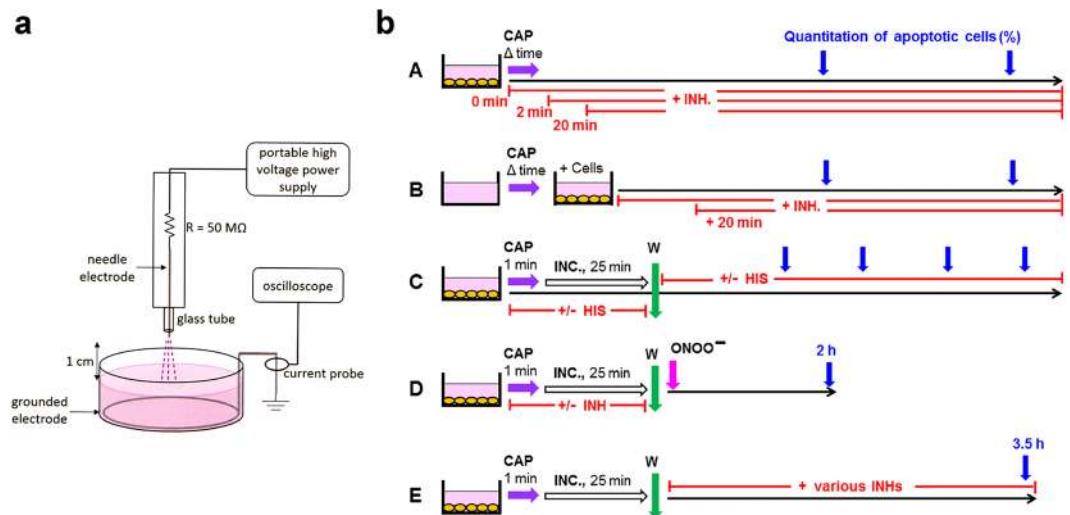 a
portable high
voltage power
supply
R = 50 MΩ
needle
electrode
oscilloscope
glass tube
1 cm
current probe
grounded
electrode
b
A
CAP
Δ time
Quantitation of apoptotic cells (%)
0 min
2 min
20 min
+ INH.
B
CAP
Δ time
+ Cells
+ INH.
+ 20 min
C
CAP
1 min
INC., 25 min
W
+/- HIS
+/- HIS
D
CAP
1 min
INC., 25 min
W
ONOO⁻
2 h
+/- INH
E
CAP
1 min
INC., 25 min
W
3.5 h
+ various INHs